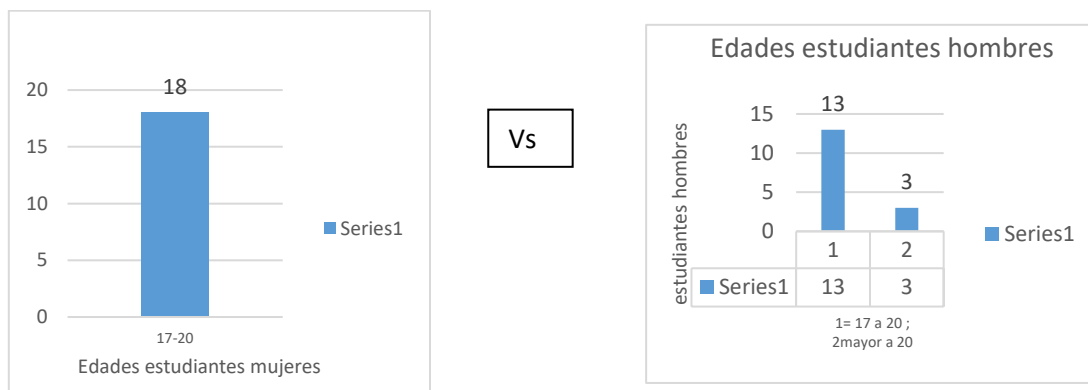 20
15
10
5
0
18
17-20
Edades estudiantes mujeres
Series1
Vs
Edades estudiantes hombres
estudiantes hombres
15
10
5
0
13
3
1 2
Series1 13 3
1= 17 a 20 ;
2mayor a 20
Series1